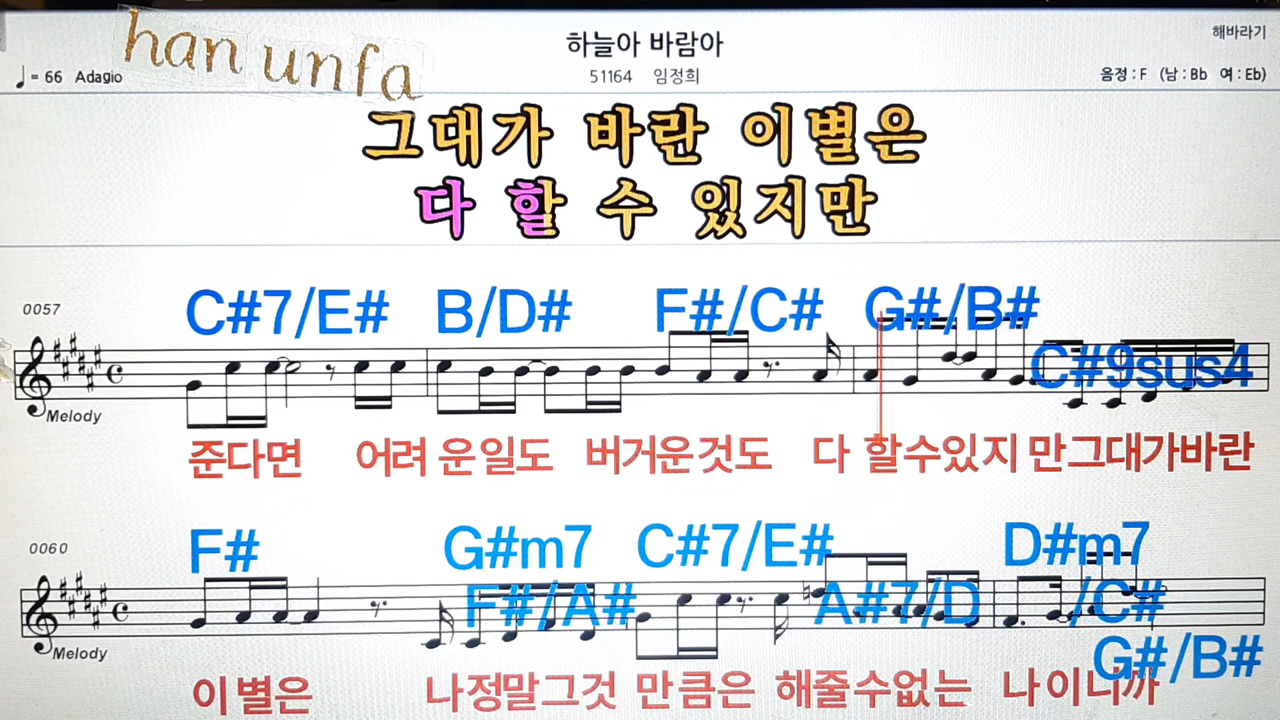 han unfa
하늘아 바람아
해바라기
♩= 66 Adagio
51164 임정희
음정 : F (남 : Bb 여 : Eb)
그대가 바란 이별은
다 할 수 있지만
0057
C#7/E# B/D# F#/C# G#/B#
C#9sus4
Melody
준다면 어려 운일도 버거운것도 다 할수있지 만그대가바란
0060
F# G#m7 C#7/E# D#m7
F#/A# A#7/D /C#
Melody
G#/B#
이별은 나정말그것 만큼은 해줄수없는 나이니까